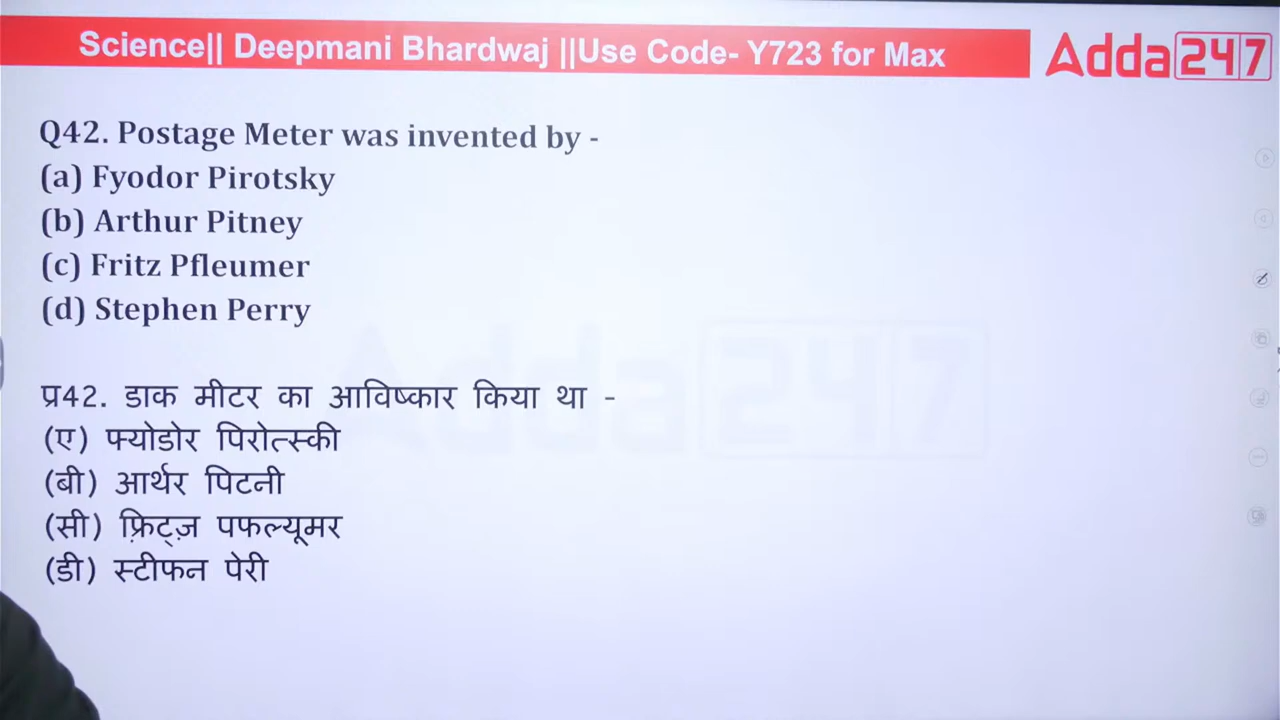 Science|| Deepmani Bhardwaj ||Use Code- Y723 for Max
Adda247
Q42. Postage Meter was invented by -
(a) Fyodor Pirotsky
(b) Arthur Pitney
(c) Fritz Pfleumer
(d) Stephen Perry
Adda247
प्र42. डाक मीटर का आविष्कार किया था -
(ए) फ्योडोर पिरोत्स्की
(बी) आर्थर पिटनी
(सी) फ़्रिट्ज़ पफल्यूमर
(डी) स्टीफन पेरी